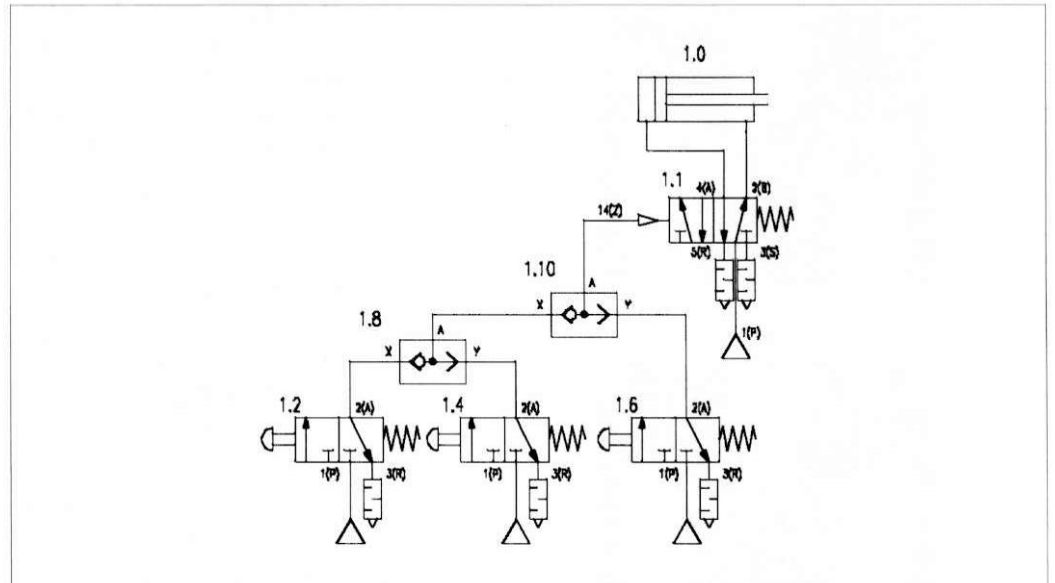 1.0
1.1
4(A)
2(B)
14(Z)
5(R)
3(S)
1(P)
1.10
A
X
Y
1.8
A
X
Y
1.2
2(A)
1(P)
3(R)
1.4
2(A)
1(P)
3(R)
1.6
2(A)
1(P)
3(R)